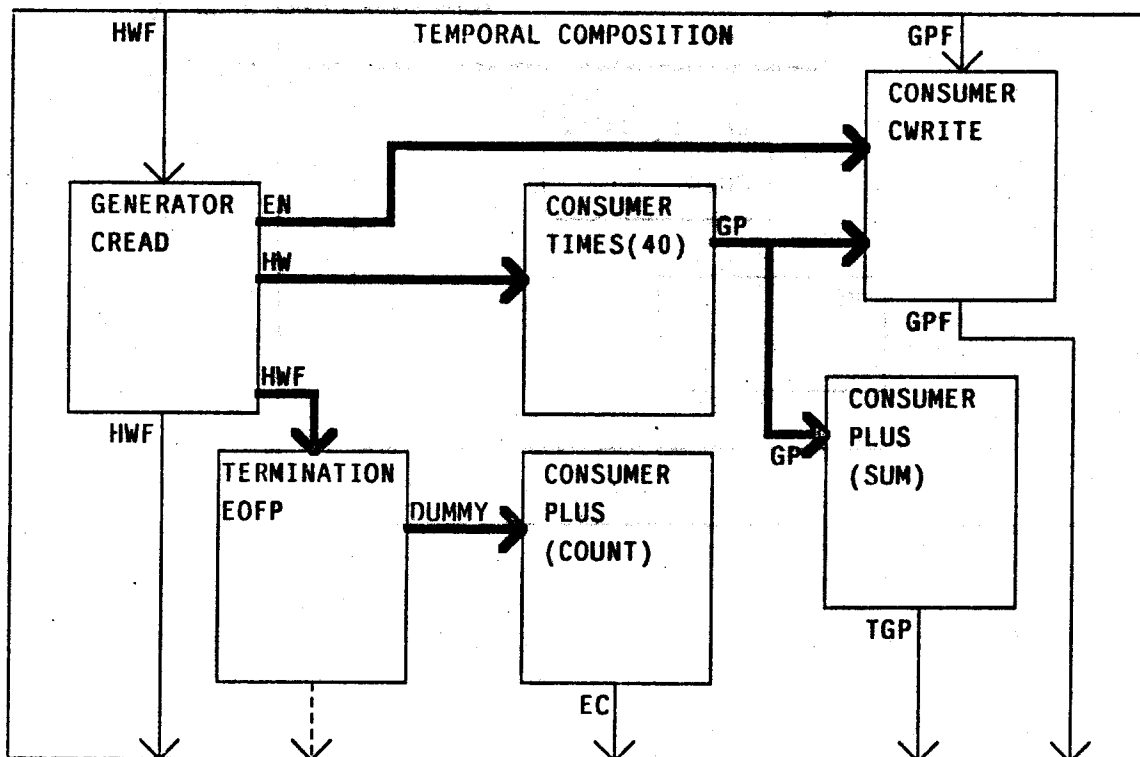 HWF
TEMPORAL COMPOSITION
GPF
CONSUMER
CWRITE
GENERATOR
CREAD
EN
HW
HWF
HWF
CONSUMER
TIMES(40)
GP
GPF
CONSUMER
PLUS
(SUM)
GP
TERMINATION
EOFP
DUMMY
CONSUMER
PLUS
(COUNT)
TGP
EC